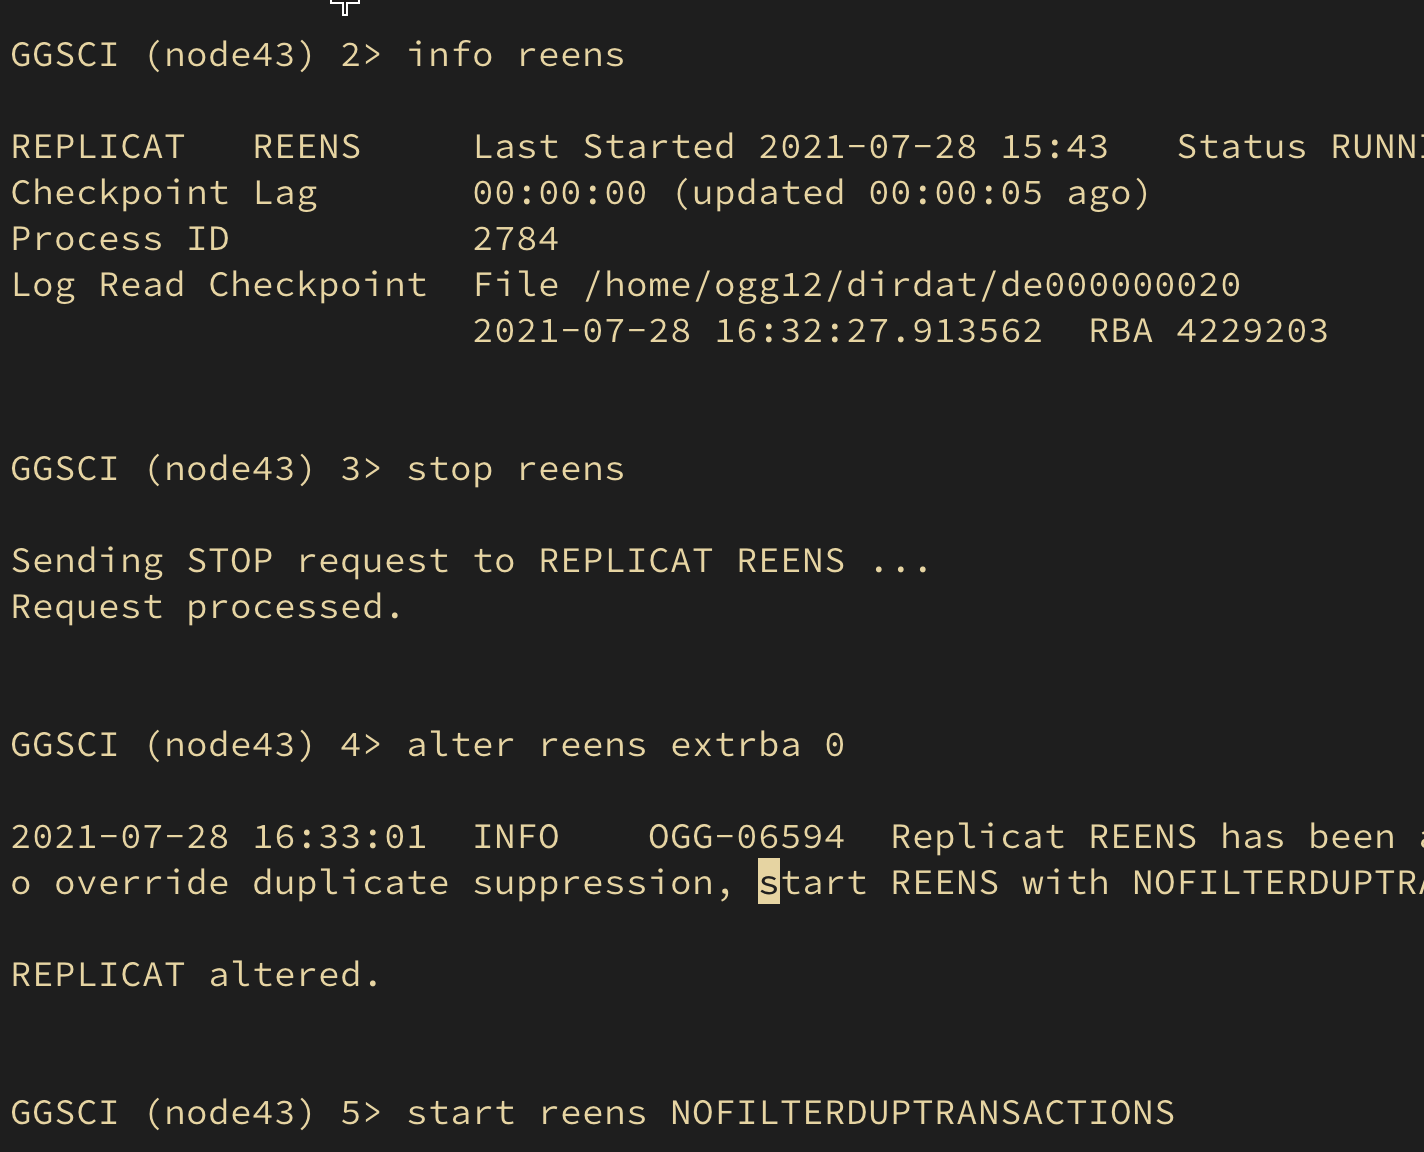 GGSCI (node43) 2> info reens
REPLICAT   REENS     Last Started 2021-07-28 15:43   Status
Checkpoint Lag       00:00:00 (updated 00:00:05 ago)
Process ID           2784
Log Read Checkpoint  File /home/ogg12/dirdat/de000000020
                     2021-07-28 16:32:27.913562  RBA 4229203
GGSCI (node43) 3> stop reens
Sending STOP request to REPLICAT REENS ...
Request processed.
GGSCI (node43) 4> alter reens extrba 0
2021-07-28 16:33:01  INFO    OGG-06594  Replicat REENS has been
o override duplicate suppression, start REENS with
REPLICAT altered.
GGSCI (node43) 5> start reens NOFILTERDUPTRANSACTIONS